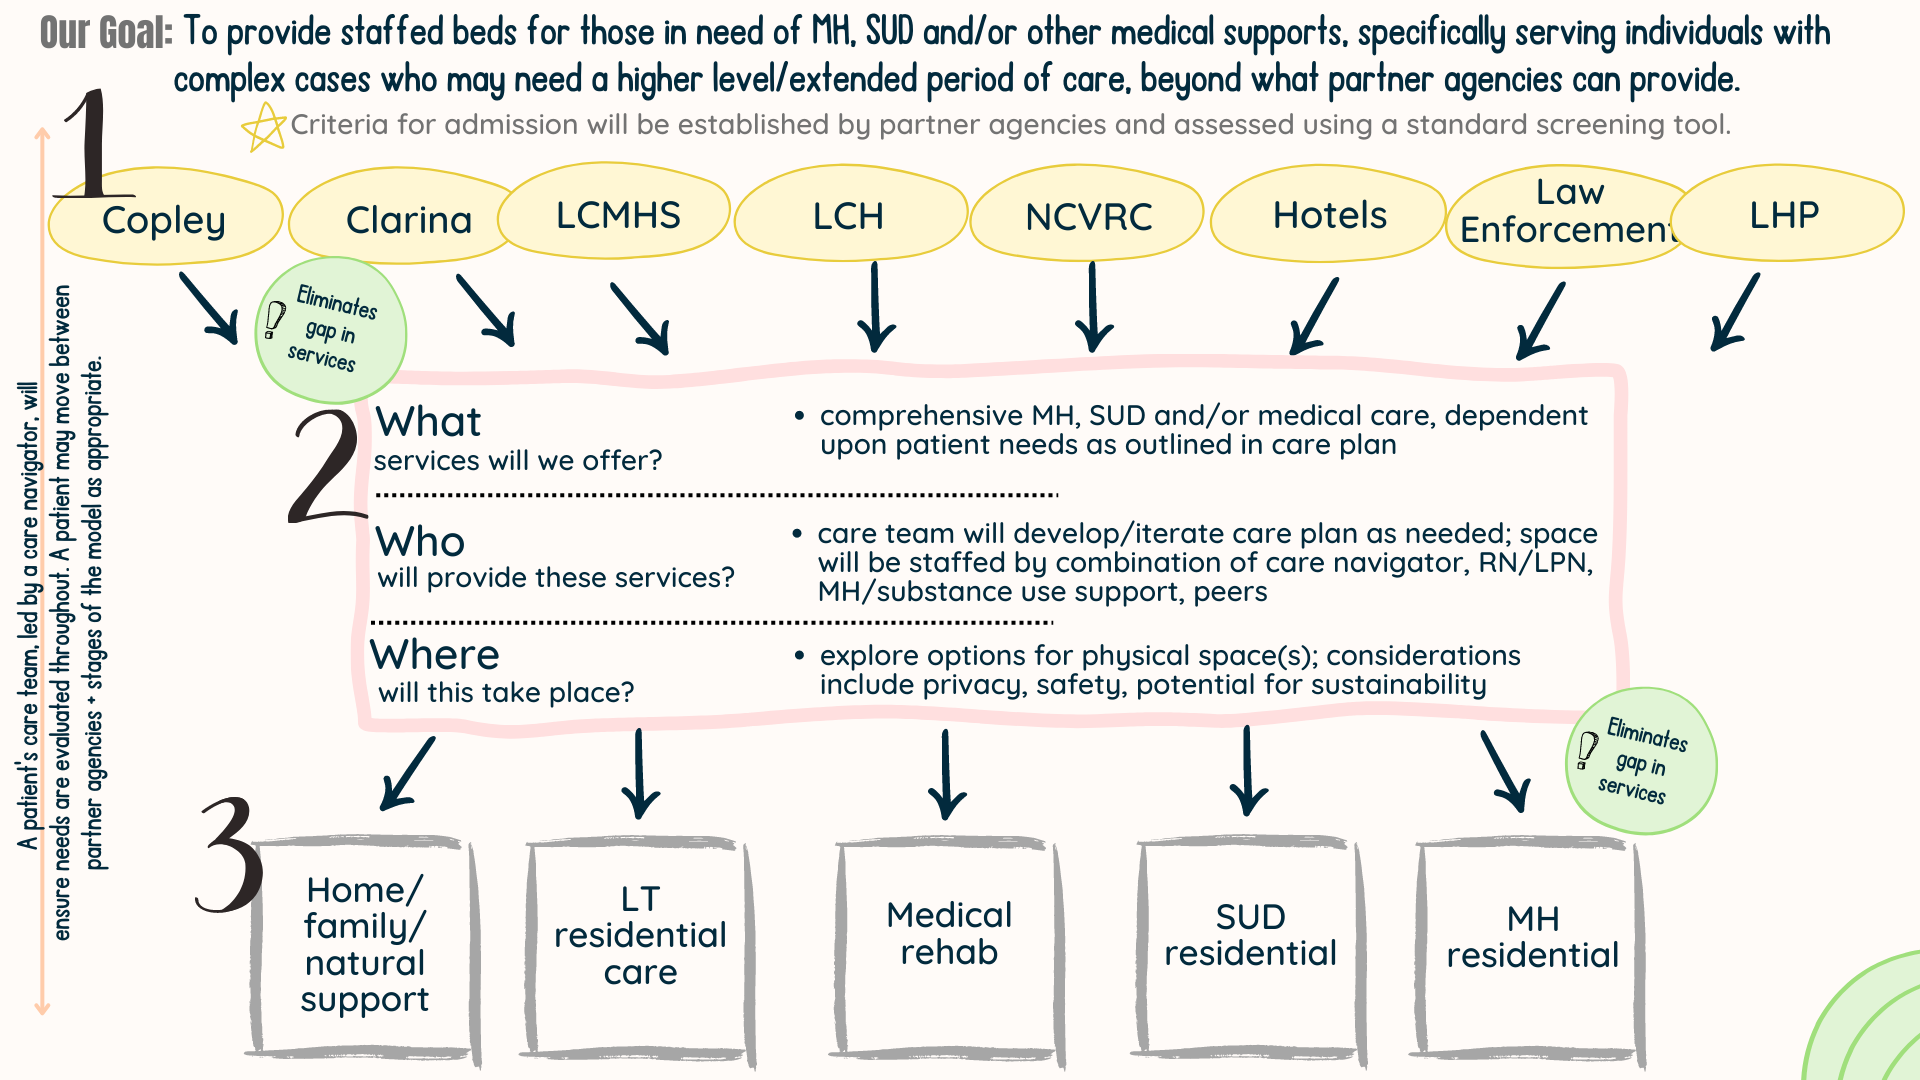 Our Goal: To provide staffed beds for those in need of MH, SUD and/or other medical supports, specifically serving individuals with
complex cases who may need a higher level/extended period of care, beyond what partner agencies can provide.
Criteria for admission will be established by partner agencies and assessed using a standard screening tool.
1
Copley
Clarina
LCMHS
LCH
NCVRC
Hotels
Law
Enforcement
LHP
A patient's care team, led by a care navigator, will
ensure needs are evaluated throughout. A patient may move between
partner agencies + stages of the model as appropriate.
!
Eliminates
gap in
services
2
What
services will we offer?
• comprehensive MH, SUD and/or medical care, dependent
upon patient needs as outlined in care plan
Who
will provide these services?
• care team will develop/iterate care plan as needed; space
will be staffed by combination of care navigator, RN/LPN,
MH/substance use support, peers
Where
will this take place?
• explore options for physical space(s); considerations
include privacy, safety, potential for sustainability
!
Eliminates
gap in
services
3
Home/
family/
natural
support
LT
residential
care
Medical
rehab
SUD
residential
MH
residential